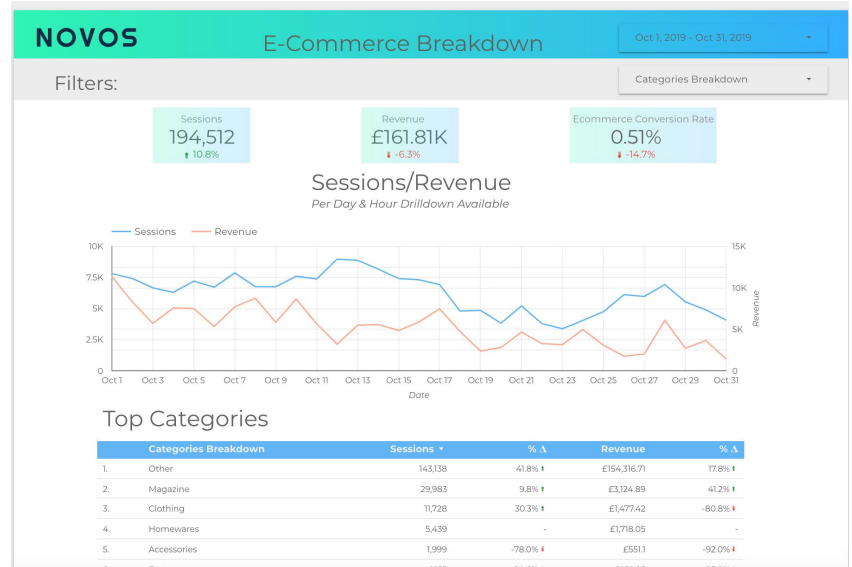 NOVOS
E-Commerce Breakdown
Oct 1, 2019 - Oct 31, 2019
Filters:
Categories Breakdown
Sessions
194,512
10.8%
Revenue
£161.81K
-6.3%
Ecommerce Conversion Rate
0.51%
-14.7%
Sessions/Revenue
Per Day & Hour Drilldown Available
Sessions Revenue
10K
7.5K
5K
2.5K
0
15K
10K
5K
0
Revenue
Oct 1 Oct 3 Oct 5 Oct 7 Oct 9 Oct 11 Oct 13 Oct 15 Oct 17 Oct 19 Oct 21 Oct 23 Oct 25 Oct 27 Oct 29 Oct 31
Date
Top Categories
Categories Breakdown Sessions % Δ Revenue % Δ
1. Other 143,138 41.8% £154,316.71 17.8%
2. Magazine 29,983 9.8% £3,124.89 41.2%
3. Clothing 11,728 30.3% £1,477.42 -80.8%
4. Homewares 5,439 - £1,718.05 -
5. Accessories 1,999 -78.0% £551.1 -92.0%